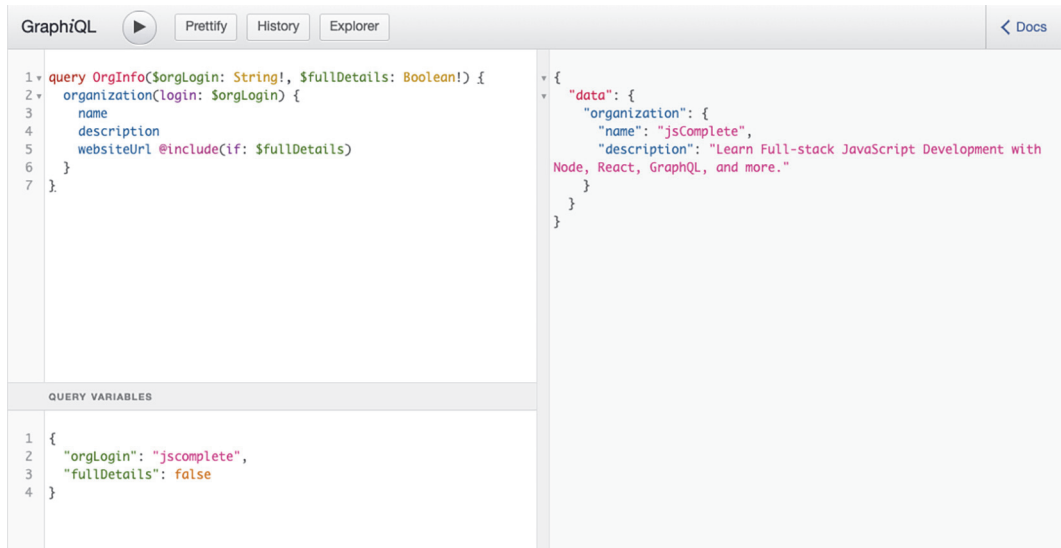 GraphiQL Prettify History Explorer < Docs
1 query OrgInfo($orgLogin: String!, $fullDetails: Boolean!) {
2   organization(login: $orgLogin) {
3     name
4     description
5     websiteUrl @include(if: $fullDetails)
6   }
7 }
{
  "data": {
    "organization": {
      "name": "jsComplete",
      "description": "Learn Full-stack JavaScript Development with
Node, React, GraphQL, and more."
    }
  }
}
QUERY VARIABLES
1 {
2   "orgLogin": "jscomplete",
3   "fullDetails": false
4 }